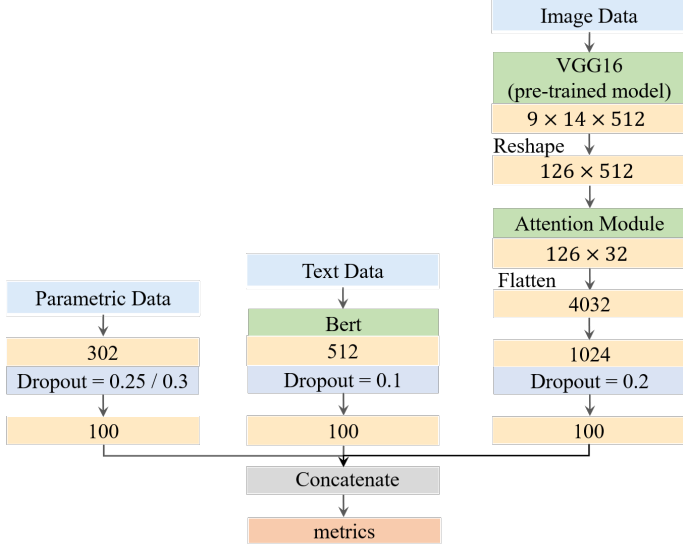 Image Data
VGG16
(pre-trained model)
9 × 14 × 512
Reshape
126 × 512
Attention Module
126 × 32
Flatten
4032
1024
Dropout = 0.2
100
Text Data
Bert
512
Dropout = 0.1
100
Parametric Data
302
Dropout = 0.25 / 0.3
100
Concatenate
metrics